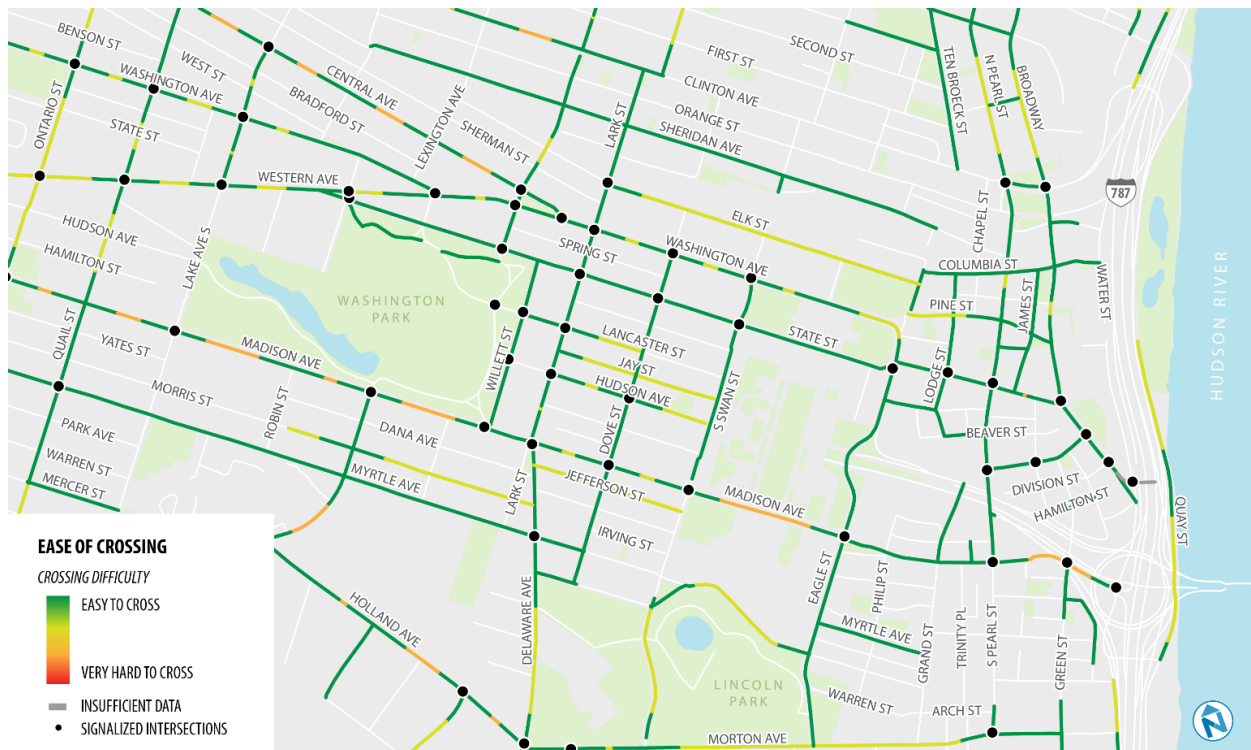 BENSON ST
WASHINGTON AVE
WEST ST
BRADFORD ST
CENTRAL AVE
LEXINGTON AVE
SHERMAN ST
LARK ST
FIRST ST
SECOND ST
CLINTON AVE
ORANGE ST
SHERIDAN AVE
TEN BROECK ST
N PEARL ST
BROADWAY
ONTARIO ST
STATE ST
WESTERN AVE
787
ELK ST
CHAPEL ST
HUDSON AVE
HAMILTON ST
LAKE AVE S
SPRING ST
WASHINGTON AVE
COLUMBIA ST
WATER ST
HUDSON RIVER
WASHINGTON
PARK
PINE ST
JAMES ST
QUAIL ST
YATES ST
MADISON AVE
WILLETT ST
LANCASTER ST
STATE ST
JAY ST
HUDSON AVE
LODGE ST
MORRIS ST
ROBIN ST
DANA AVE
DOVE ST
S SWAN ST
BEAVER ST
PARK AVE
WARREN ST
MERCER ST
MYRTLE AVE
LARK ST
JEFFERSON ST
MADISON AVE
DIVISION ST
HAMILTON ST
QUAY ST
IRVING ST
EAGLE ST
PHILIP ST
HOLLAND AVE
DELAWARE AVE
MYRTLE AVE
GRAND ST
TRINITY PL
S PEARL ST
GREEN ST
LINCOLN
PARK
WARREN ST
ARCH ST
MORTON AVE
EASE OF CROSSING
CROSSING DIFFICULTY
EASY TO CROSS
VERY HARD TO CROSS
INSUFFICIENT DATA
SIGNALIZED INTERSECTIONS
N